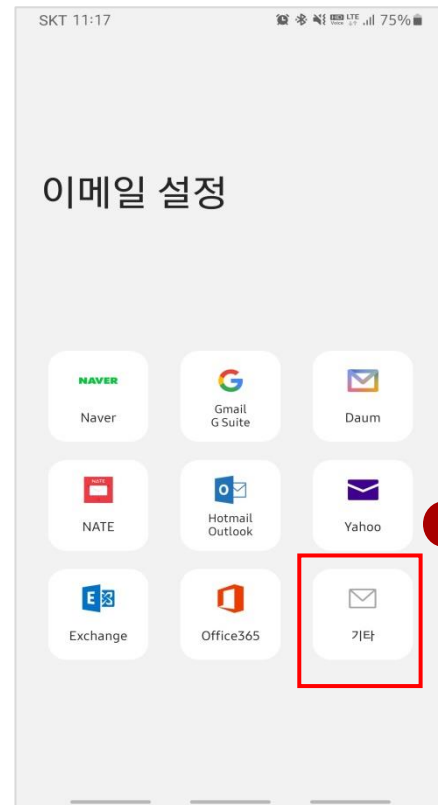 SKT 11:17 75%
이메일 설정
NAVER
Naver
Gmail
G Suite
Daum
NATE
NATE
Hotmail
Outlook
Yahoo
Exchange
Office365
기타